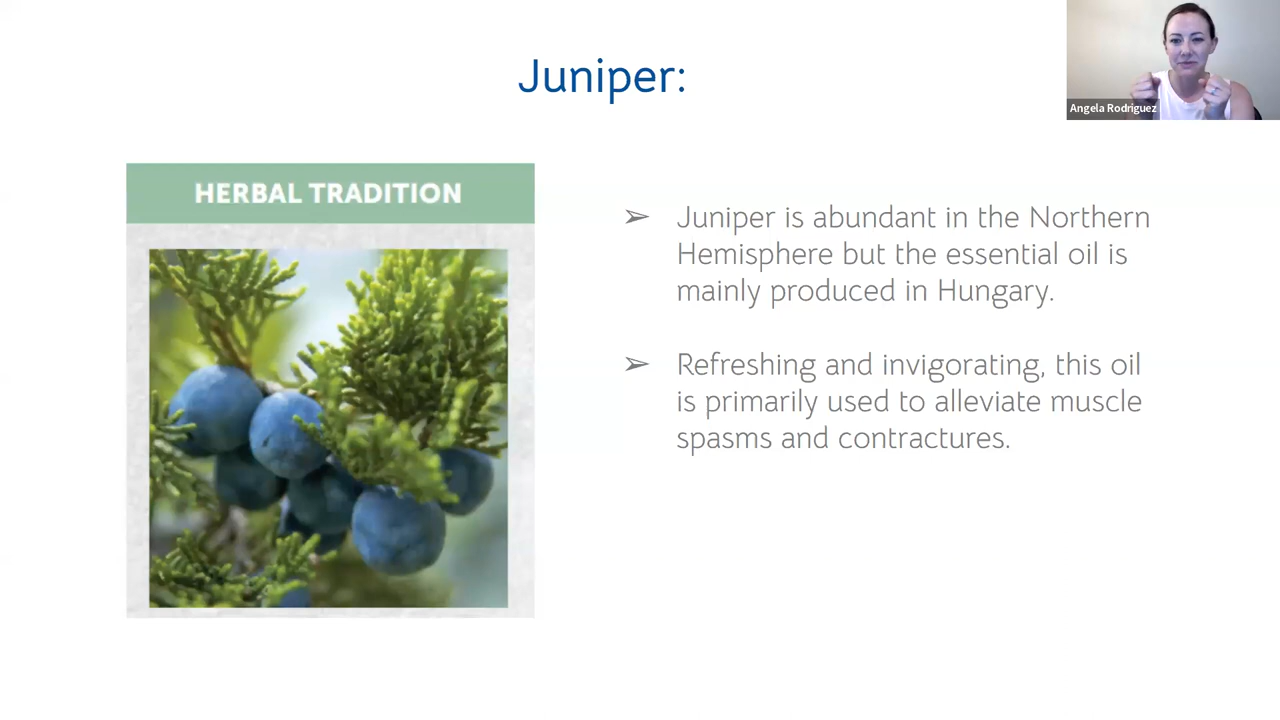 Juniper:
Angela Rodriguez
HERBAL TRADITION
➢ Juniper is abundant in the Northern
Hemisphere but the essential oil is
mainly produced in Hungary.
➢ Refreshing and invigorating, this oil
is primarily used to alleviate muscle
spasms and contractures.